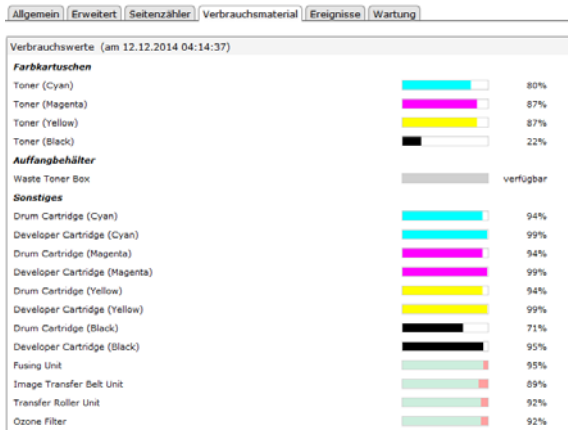 Allgemein Erweitert Seitenzähler Verbrauchsmaterial Ereignisse Wartung
Verbrauchswerte (am 12.12.2014 04:14:37)
Farbkartuschen
Toner (Cyan) 80%
Toner (Magenta) 87%
Toner (Yellow) 87%
Toner (Black) 22%
Auffangbehälter
Waste Toner Box verfügbar
Sonstiges
Drum Cartridge (Cyan) 94%
Developer Cartridge (Cyan) 99%
Drum Cartridge (Magenta) 94%
Developer Cartridge (Magenta) 99%
Drum Cartridge (Yellow) 94%
Developer Cartridge (Yellow) 99%
Drum Cartridge (Black) 71%
Developer Cartridge (Black) 95%
Fusing Unit 95%
Image Transfer Belt Unit 89%
Transfer Roller Unit 92%
Ozone Filter 92%